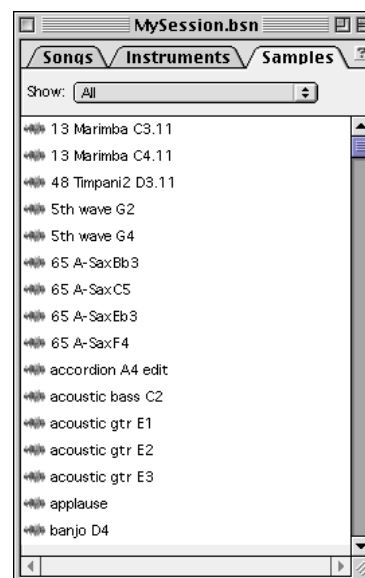 MySession.bsn
Songs Instruments Samples ?
Show: All
13 Marimba C3.11
13 Marimba C4.11
48 Timpani2 D3.11
5th wave G2
5th wave G4
65 A-SaxBb3
65 A-SaxC5
65 A-SaxEb3
65 A-SaxF4
accordion A4 edit
acoustic bass C2
acoustic gtr E1
acoustic gtr E2
acoustic gtr E3
applause
banjo D4